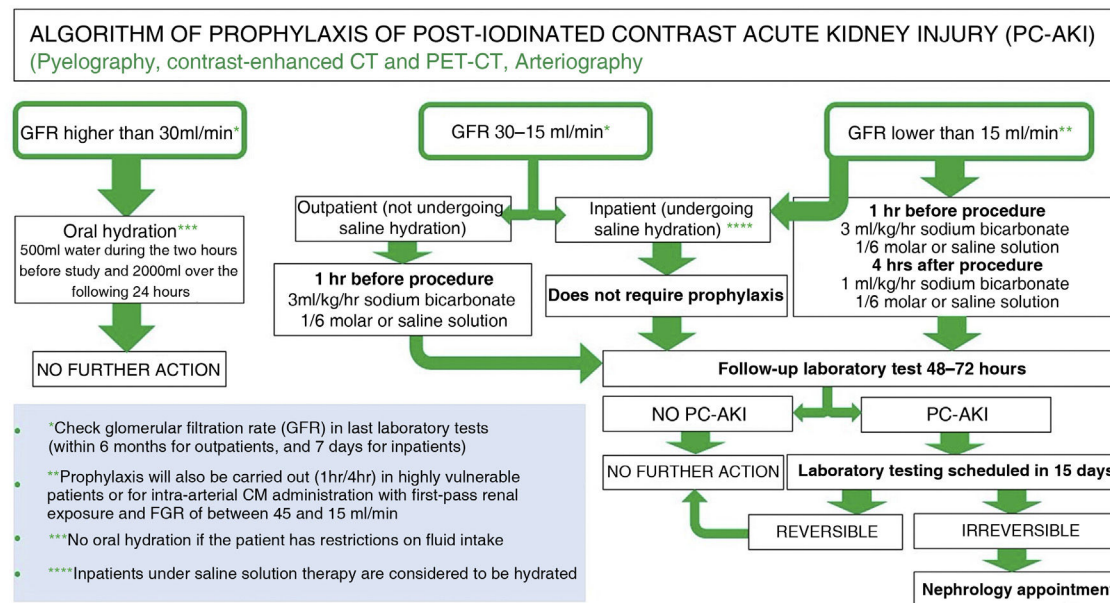 ALGORITHM OF PROPHYLAXIS OF POST-IODINATED CONTRAST ACUTE KIDNEY INJURY (PC-AKI)
(Pyelography, contrast-enhanced CT and PET-CT, Arteriography
GFR higher than 30ml/min*
GFR 30–15 ml/min*
GFR lower than 15 ml/min**
Oral hydration***
500ml water during the two hours
before study and 2000ml over the
following 24 hours
NO FURTHER ACTION
Outpatient (not undergoing
saline hydration)
1 hr before procedure
3ml/kg/hr sodium bicarbonate
1/6 molar or saline solution
Inpatient (undergoing
saline hydration) ****
Does not require prophylaxis
1 hr before procedure
3 ml/kg/hr sodium bicarbonate
1/6 molar or saline solution
4 hrs after procedure
1 ml/kg/hr sodium bicarbonate
1/6 molar or saline solution
Follow-up laboratory test 48–72 hours
NO PC-AKI
PC-AKI
NO FURTHER ACTION
Laboratory testing scheduled in 15 days
REVERSIBLE
IRREVERSIBLE
Nephrology appointment
*Check glomerular filtration rate (GFR) in last laboratory tests
(within 6 months for outpatients, and 7 days for inpatients)
**Prophylaxis will also be carried out (1hr/4hr) in highly vulnerable
patients or for intra-arterial CM administration with first-pass renal
exposure and FGR of between 45 and 15 ml/min
***No oral hydration if the patient has restrictions on fluid intake
****Inpatients under saline solution therapy are considered to be hydrated